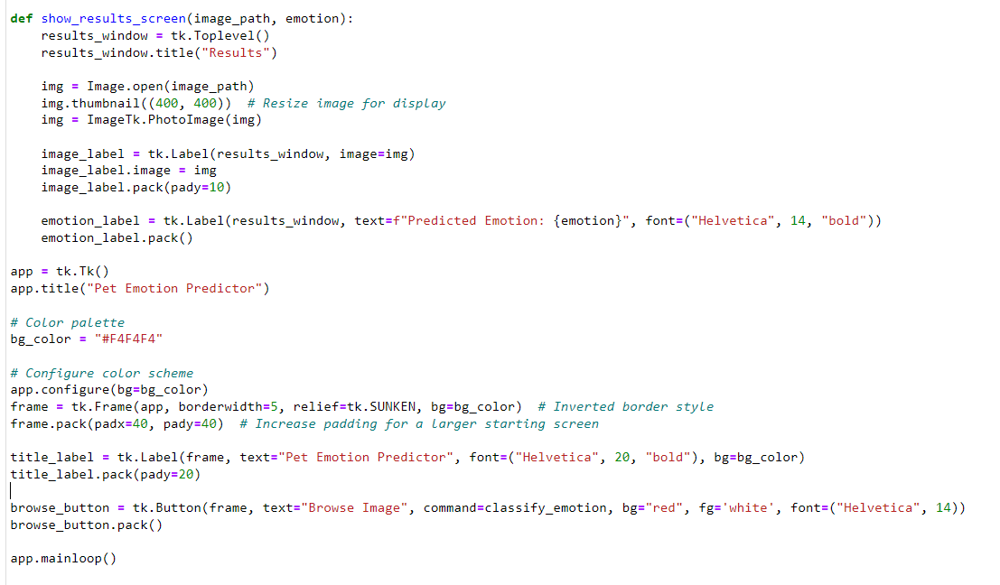 def show_results_screen(image_path, emotion):
    results_window = tk.Toplevel()
    results_window.title("Results")

    img = Image.open(image_path)
    img.thumbnail((400, 400))  # Resize image for display
    img = ImageTk.PhotoImage(img)

    image_label = tk.Label(results_window, image=img)
    image_label.image = img
    image_label.pack(pady=10)

    emotion_label = tk.Label(results_window, text=f"Predicted Emotion: {emotion}", font=("Helvetica", 14, "bold"))
    emotion_label.pack()

app = tk.Tk()
app.title("Pet Emotion Predictor")

# Color palette
bg_color = "#F4F4F4"

# Configure color scheme
app.configure(bg=bg_color)
frame = tk.Frame(app, borderwidth=5, relief=tk.SUNKEN, bg=bg_color)  # Inverted border style
frame.pack(padx=40, pady=40)  # Increase padding for a larger starting screen

title_label = tk.Label(frame, text="Pet Emotion Predictor", font=("Helvetica", 20, "bold"), bg=bg_color)
title_label.pack(pady=20)

browse_button = tk.Button(frame, text="Browse Image", command=classify_emotion, bg="red", fg='white', font=("Helvetica", 14))
browse_button.pack()

app.mainloop()